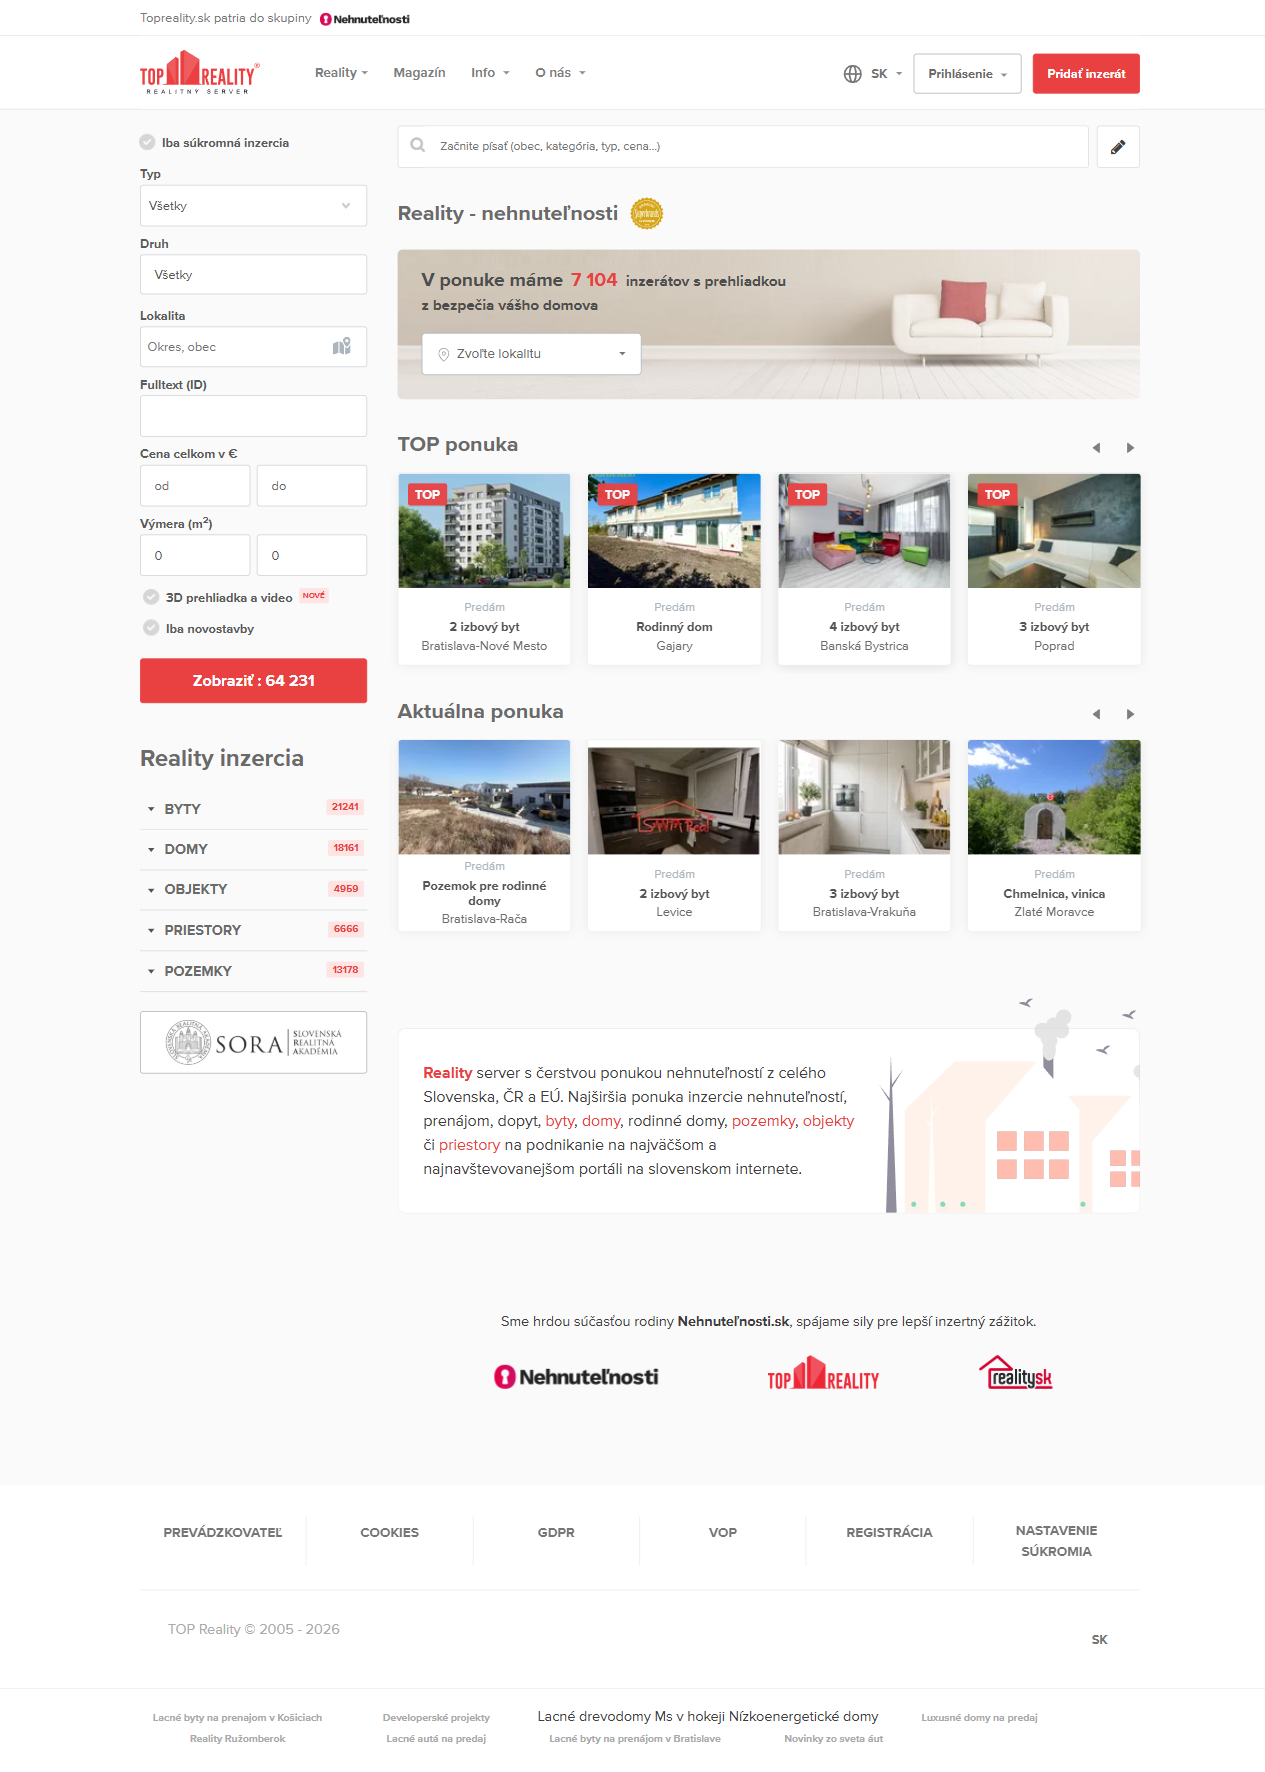 Topreality.sk patria do skupiny Nehnuteľnosti
TOP REALITY®
REALITNÝ SERVER
Reality
Magazín
Info
O nás
SK
Prihlásenie
Pridať inzerát
Iba súkromná inzercia
Typ
Všetky
Druh
Všetky
Lokalita
Okres, obec
Fulltext (ID)
Cena celkom v €
od
do
Výmera (m²)
0
0
3D prehliadka a video NOVÉ
Iba novostavby
Zobraziť : 64 231
Reality inzercia
BYTY 21241
DOMY 18161
OBJEKTY 4959
PRIESTORY 6666
POZEMKY 13178
SORA SLOVENSKÁ
REALITNÁ
AKADÉMIA
Začnite písať (obec, kategória, typ, cena...)
Reality - nehnuteľnosti
Superbrands
V ponuke máme 7 104 inzerátov s prehliadkou
z bezpečia vášho domova
Zvoľte lokalitu
TOP ponuka
TOP
Predám
2 izbový byt
Bratislava-Nové Mesto
TOP
Predám
Rodinný dom
Gajary
TOP
Predám
4 izbový byt
Banská Bystrica
TOP
Predám
3 izbový byt
Poprad
Aktuálna ponuka
Predám
Pozemok pre rodinné
domy
Bratislava-Rača
Predám
2 izbový byt
Levice
Predám
3 izbový byt
Bratislava-Vrakuňa
Predám
Chmelnica, vinica
Zlaté Moravce
Reality server s čerstvou ponukou nehnuteľností z celého
Slovenska, ČR a EÚ. Najširšia ponuka inzercie nehnuteľností,
prenájom, dopyt, byty, domy, rodinné domy, pozemky, objekty
či priestory na podnikanie na najväčšom a
najnavštevovanejšom portáli na slovenskom internete.
Sme hrdou súčasťou rodiny Nehnuteľnosti.sk, spájame sily pre lepší inzertný zážitok.
Nehnuteľnosti
TOP REALITY
realitysk
PREVÁDZKOVATEĽ
COOKIES
GDPR
VOP
REGISTRÁCIA
NASTAVENIE
SÚKROMIA
TOP Reality © 2005 - 2026
SK
Lacné byty na prenajom v Košiciach
Developerské projekty
Lacné drevodomy Ms v hokeji Nízkoenergetické domy
Luxusné domy na predaj
Reality Ružomberok
Lacné autá na predaj
Lacné byty na prenájom v Bratislave
Novinky zo sveta áut